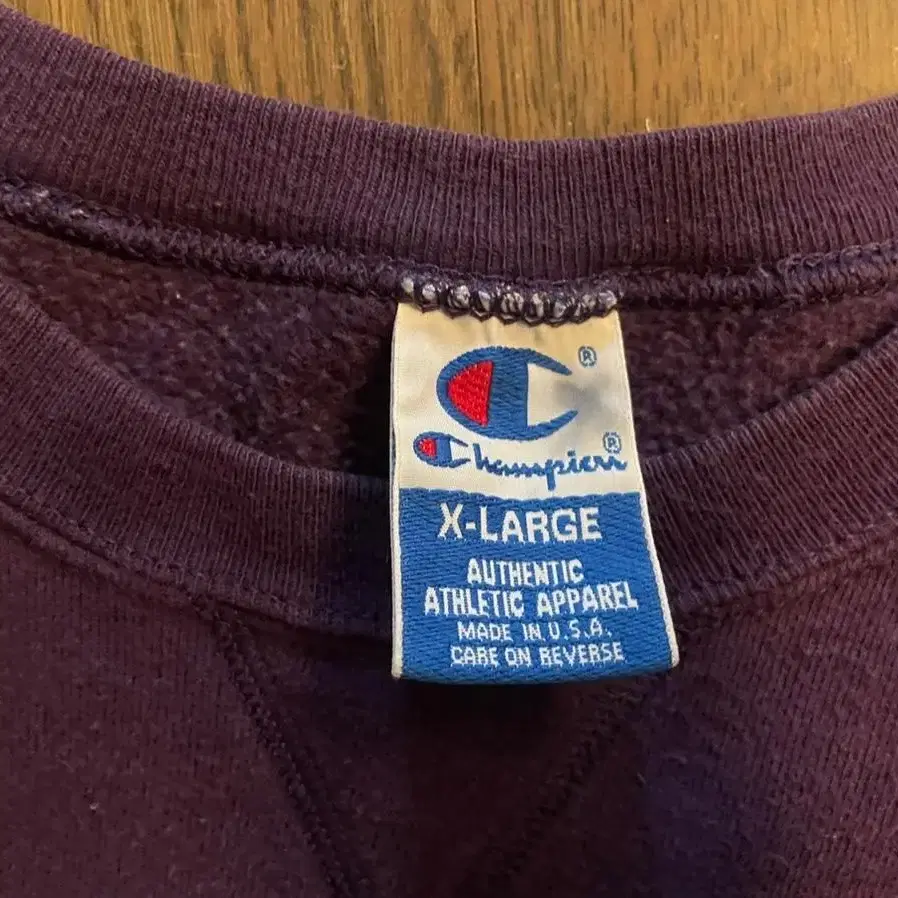 ®
Champion®
X-LARGE
AUTHENTIC
ATHLETIC APPAREL
MADE IN U.S.A.
CARE ON REVERSE